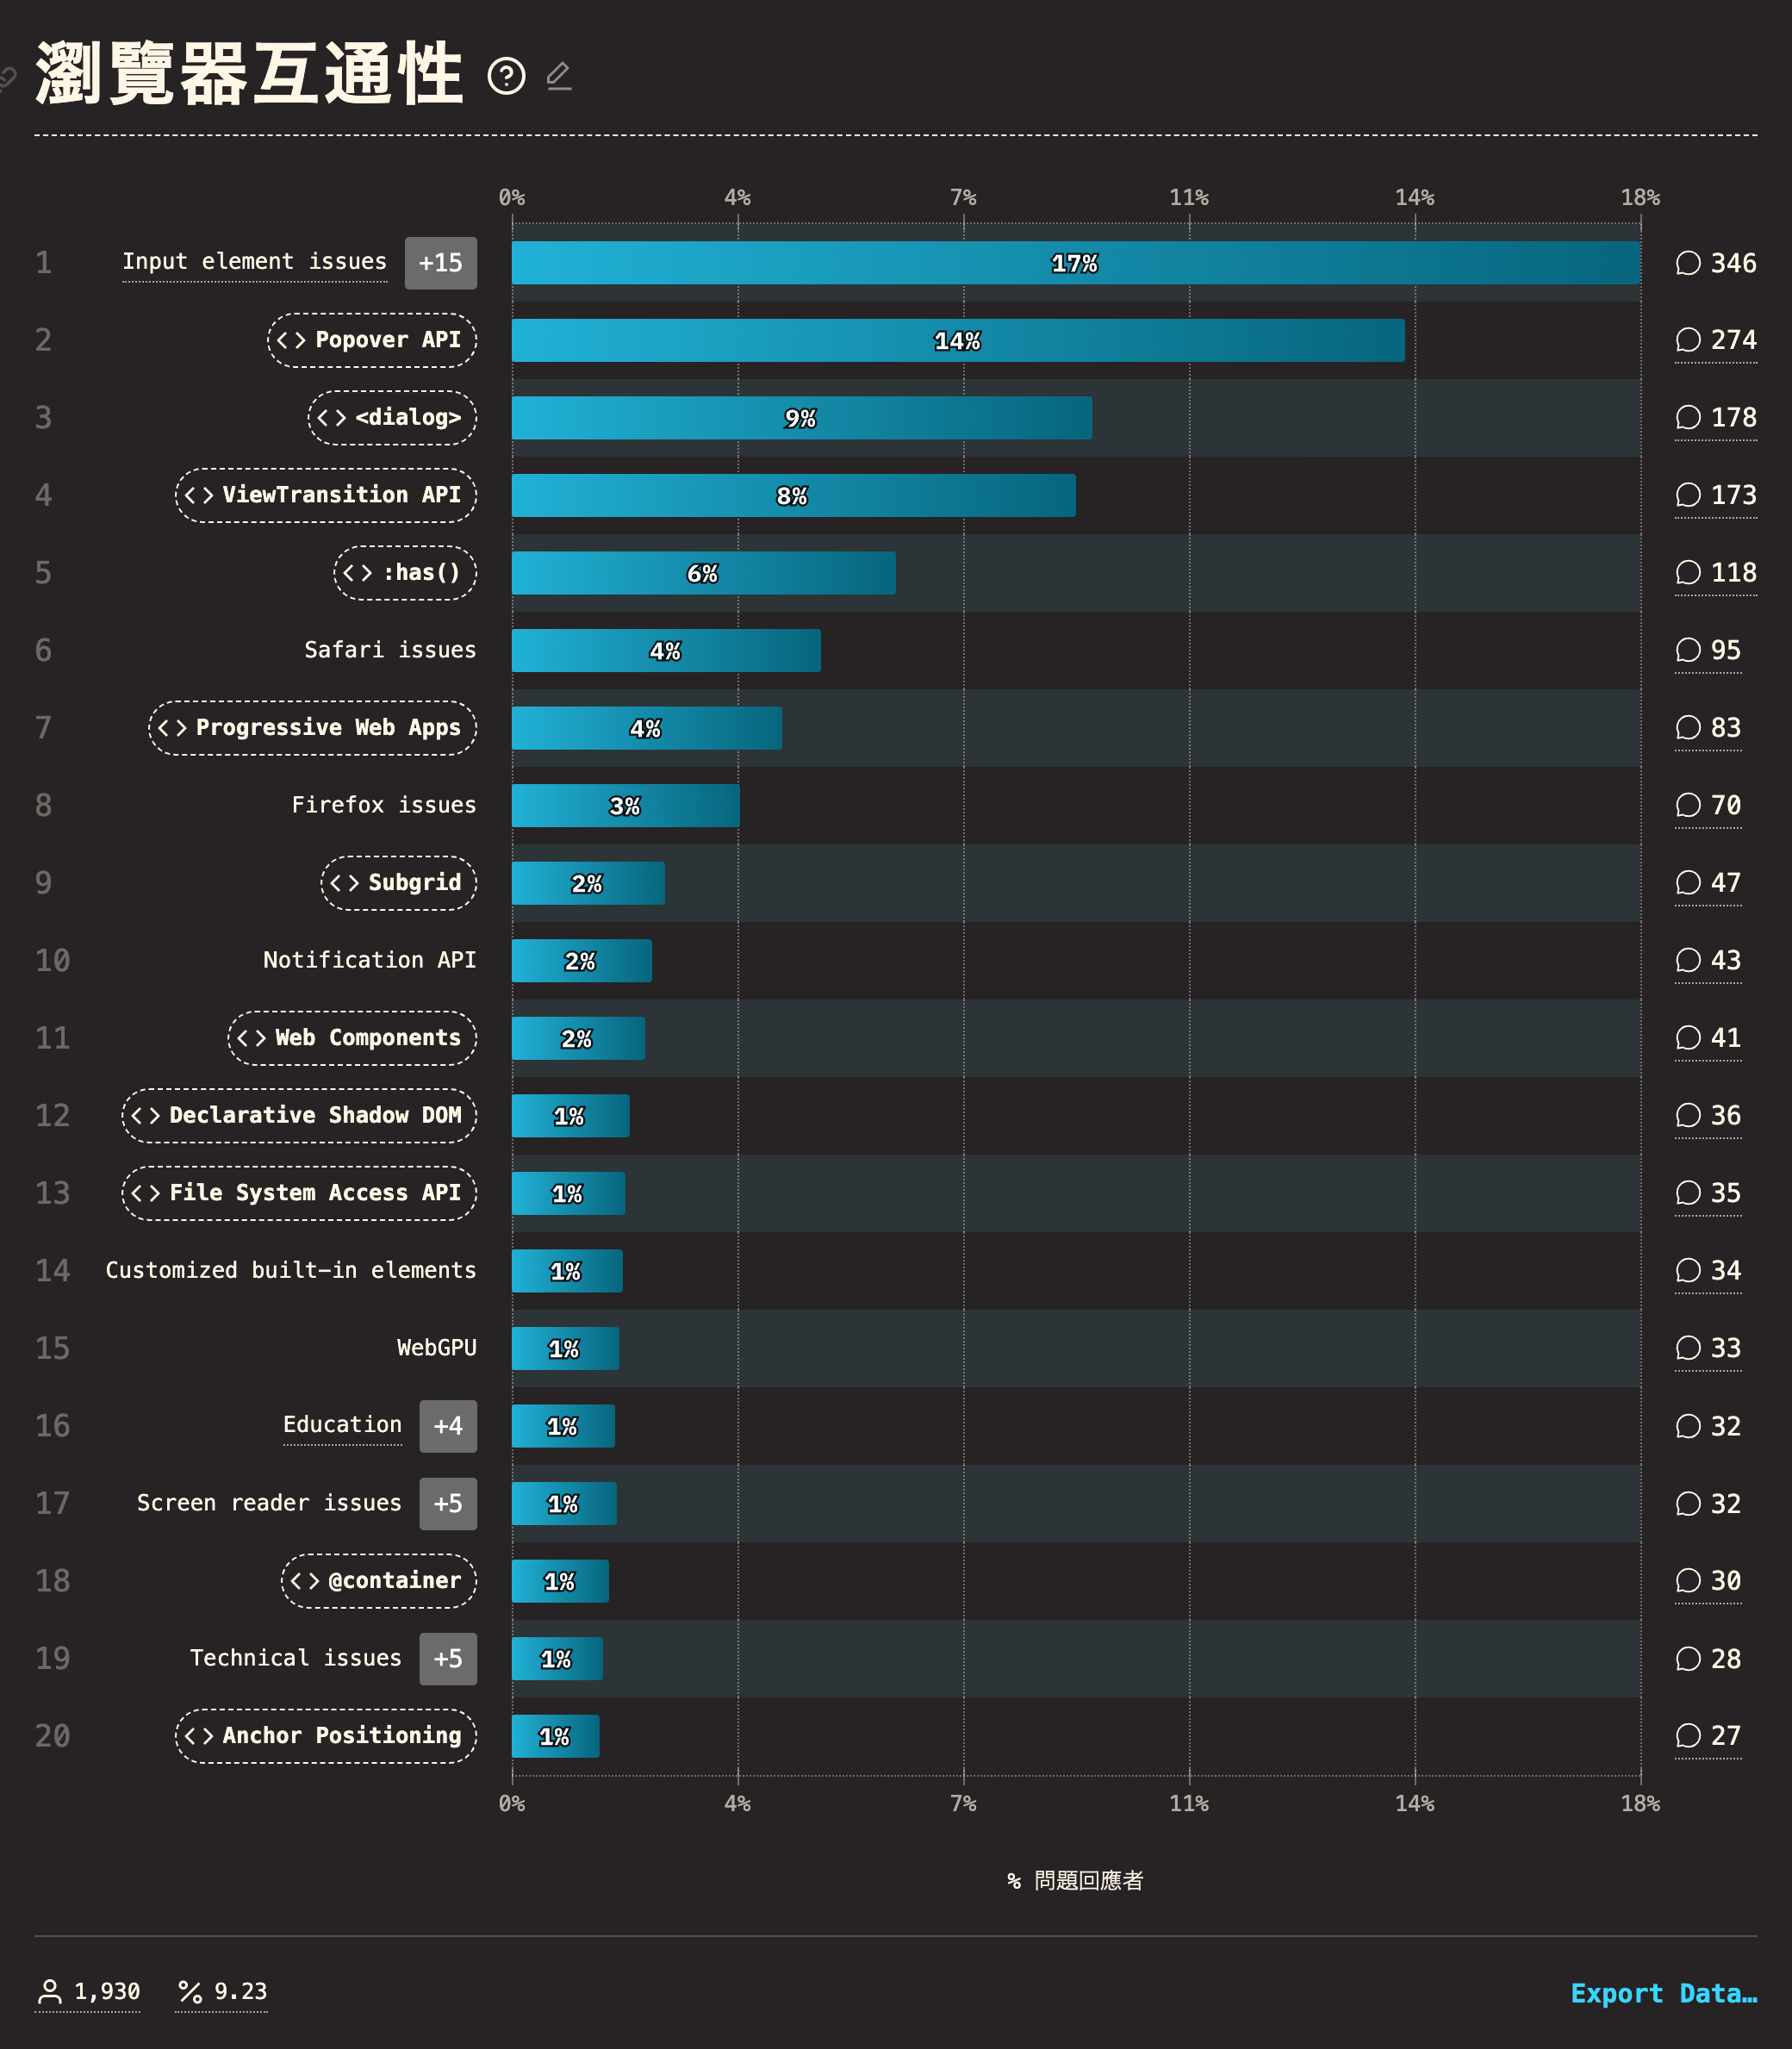 瀏覽器互通性
0% 4% 7% 11% 14% 18%
1 Input element issues +15 17% 346
2 <> Popover API 14% 274
3 <> <dialog> 9% 178
4 <> ViewTransition API 8% 173
5 <> :has() 6% 118
6 Safari issues 4% 95
7 <> Progressive Web Apps 4% 83
8 Firefox issues 3% 70
9 <> Subgrid 2% 47
10 Notification API 2% 43
11 <> Web Components 2% 41
12 <> Declarative Shadow DOM 1% 36
13 <> File System Access API 1% 35
14 Customized built-in elements 1% 34
15 WebGPU 1% 33
16 Education +4 1% 32
17 Screen reader issues +5 1% 32
18 <> @container 1% 30
19 Technical issues +5 1% 28
20 <> Anchor Positioning 1% 27
0% 4% 7% 11% 14% 18%
% 問題回應者
1,930 % 9.23 Export Data…